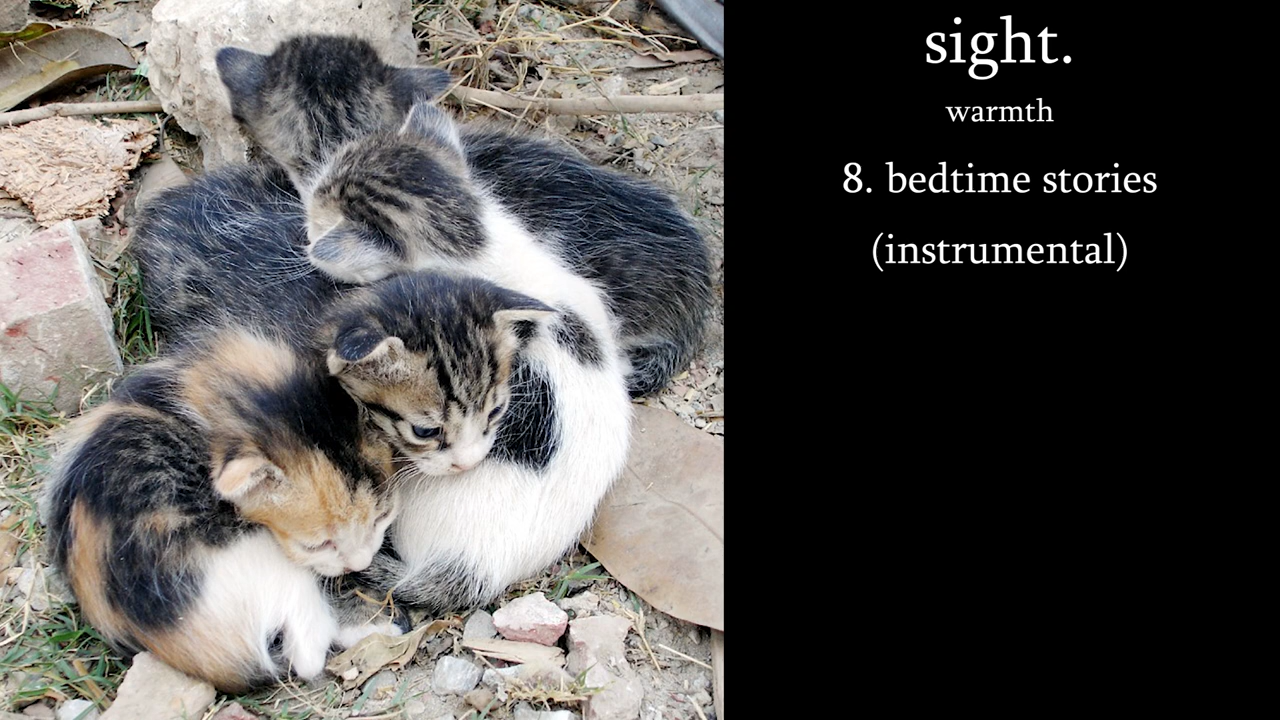 sight.
warmth
8. bedtime stories
(instrumental)